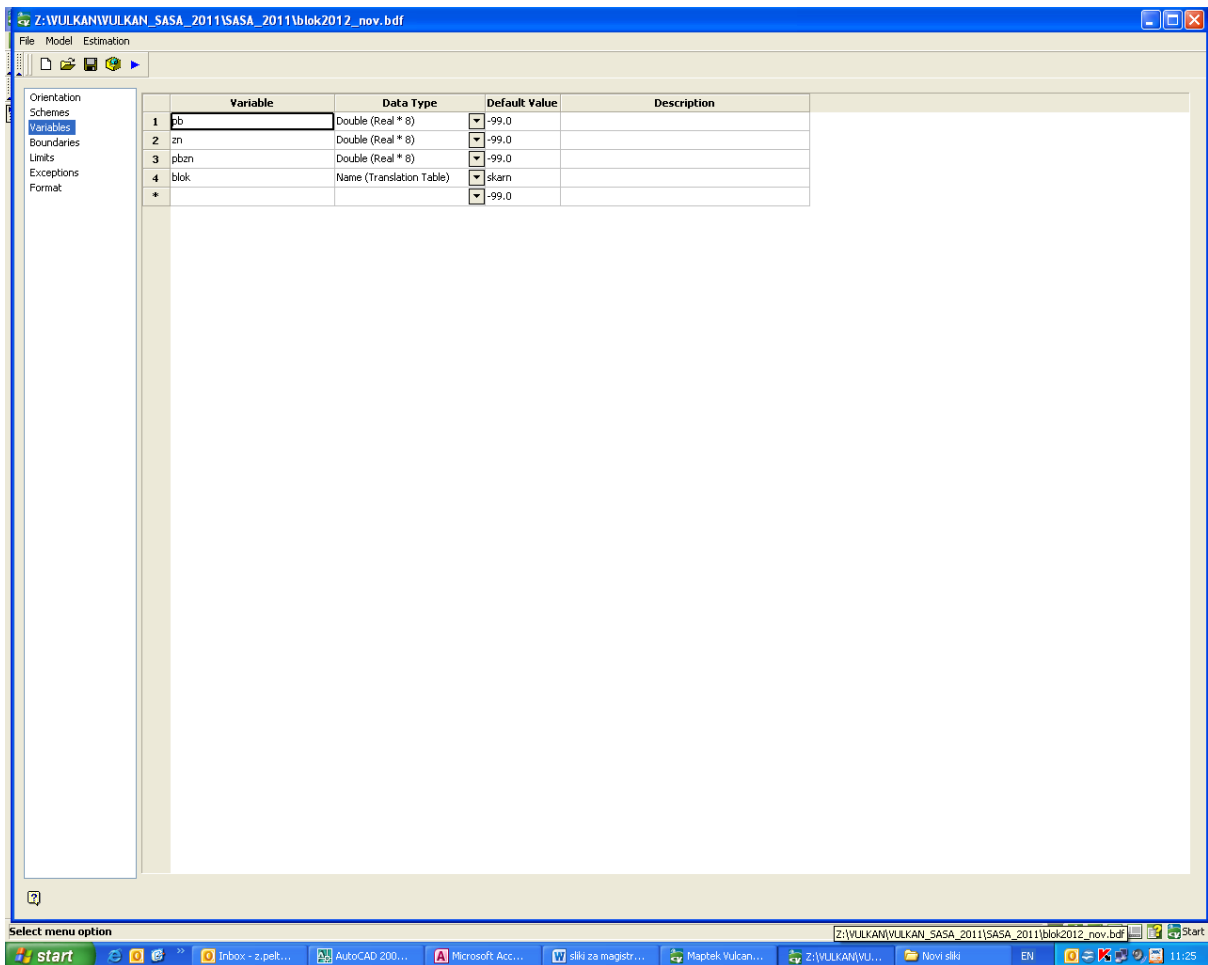 Z:\VULKAN\VULKAN_SASA_2011\SASA_2011\blok2012_nov.bdf
File Model Estimation
Orientation
Schemes
Variables
Boundaries
Limits
Exceptions
Format
Variable Data Type Default Value Description
1 pb Double (Real * 8) -99.0
2 zn Double (Real * 8) -99.0
3 pbzn Double (Real * 8) -99.0
4 blok Name (Translation Table) skarn
* -99.0
Select menu option
Z:\VULKAN\VULKAN_SASA_2011\SASA_2011\blok2012_nov.bdf
Start
start
Inbox - z.pelt...
AutoCAD 200...
Microsoft Acc...
sliki za magistr...
Maptek Vulcan...
Z:\VULKAN\VU...
Novi sliki
EN
11:25